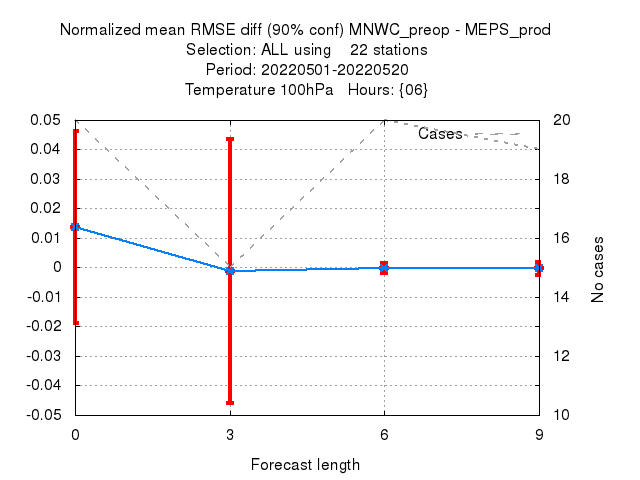 Normalized mean RMSE diff (90% conf) MNWC_preop - MEPS_prod
Selection: ALL using 22 stations
Period: 20220501-20220520
Temperature 100hPa Hours: {06}
0.05
0.04
0.03
0.02
0.01
0
-0.01
-0.02
-0.03
-0.04
-0.05
Cases
20
18
16
14
12
10
No cases
0 3 6 9
Forecast length